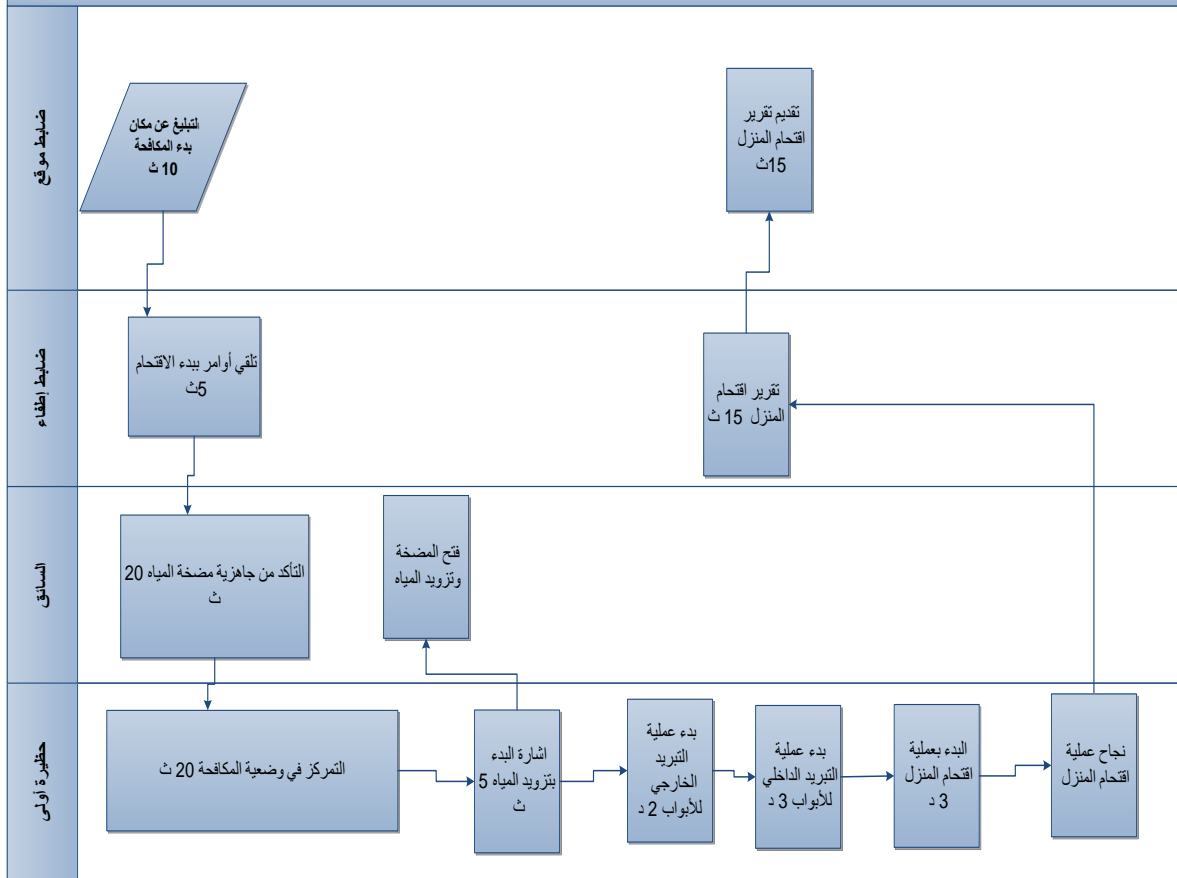 ضابط موقع
التبليغ عن مكان
بدء المكافحة
10 ث
تقديم تقرير
اقتحام المنزل
15ث
ضابط إطفاء
تلقي أوامر ببدء الاقتحام
5ث
تقرير اقتحام
المنزل 15 ث
السائق
التأكد من جاهزية مضخة المياه 20
ث
فتح المضخة
وتزويد المياه
حظيرة أولى
التمركز في وضعية المكافحة 20 ث
اشارة البدء
بتزويد المياه 5
ث
بدء عملية
التبريد
الخارجي
للأبواب 2 د
بدء عملية
التبريد الداخلي
للأبواب 3 د
البدء بعملية
اقتحام المنزل
3 د
نجاح عملية
اقتحام المنزل